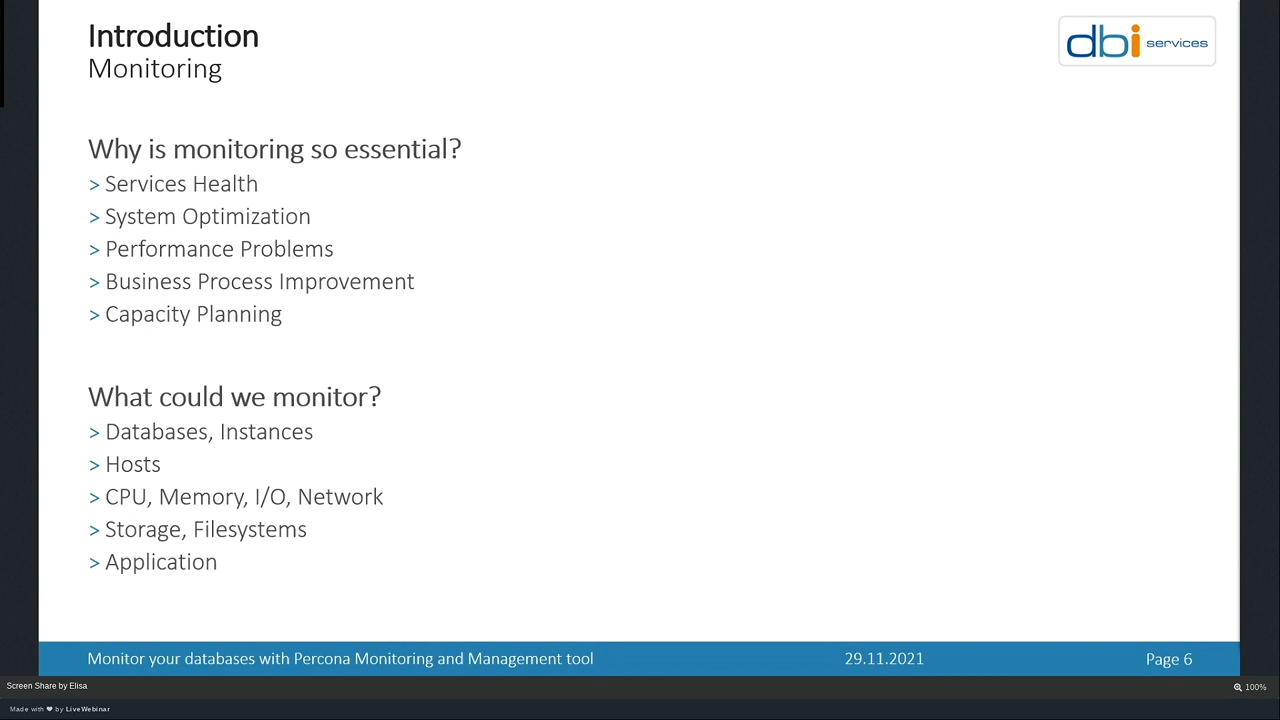 Introduction
Monitoring
dbi services
Why is monitoring so essential?
> Services Health
> System Optimization
> Performance Problems
> Business Process Improvement
> Capacity Planning
What could we monitor?
> Databases, Instances
> Hosts
> CPU, Memory, I/O, Network
> Storage, Filesystems
> Application
Monitor your databases with Percona Monitoring and Management tool 29.11.2021 Page 6
Screen Share by Elisa 100%
Made with ❤ by LiveWebinar